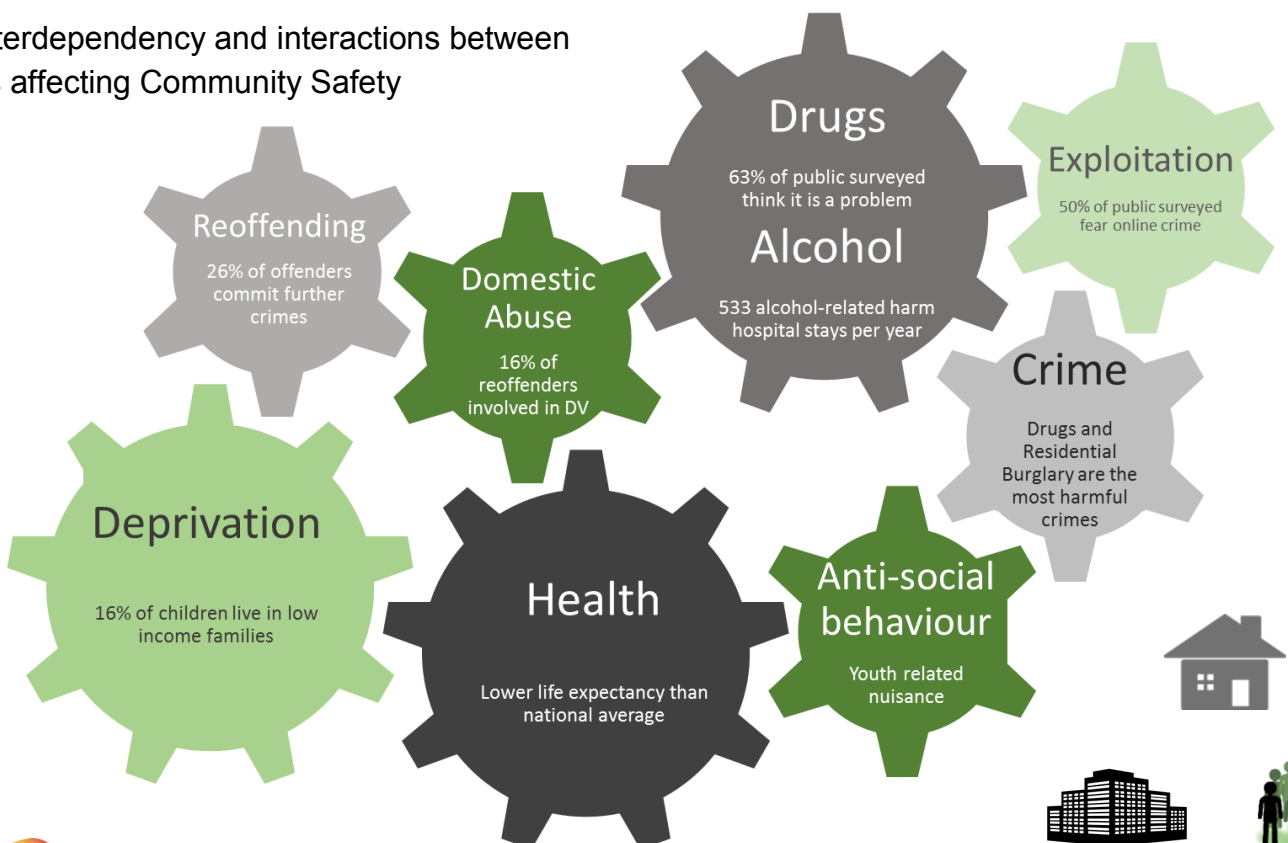 terdependency and interactions between
affecting Community Safety
Drugs
63% of public surveyed
think it is a problem
Alcohol
533 alcohol-related harm
hospital stays per year
Exploitation
50% of public surveyed
fear online crime
Reoffending
26% of offenders
commit further
crimes
Domestic
Abuse
16% of
reoffenders
involved in DV
Crime
Drugs and
Residential
Burglary are the
most harmful
crimes
Deprivation
16% of children live in low
income families
Health
Lower life expectancy than
national average
Anti-social
behaviour
Youth related
nuisance